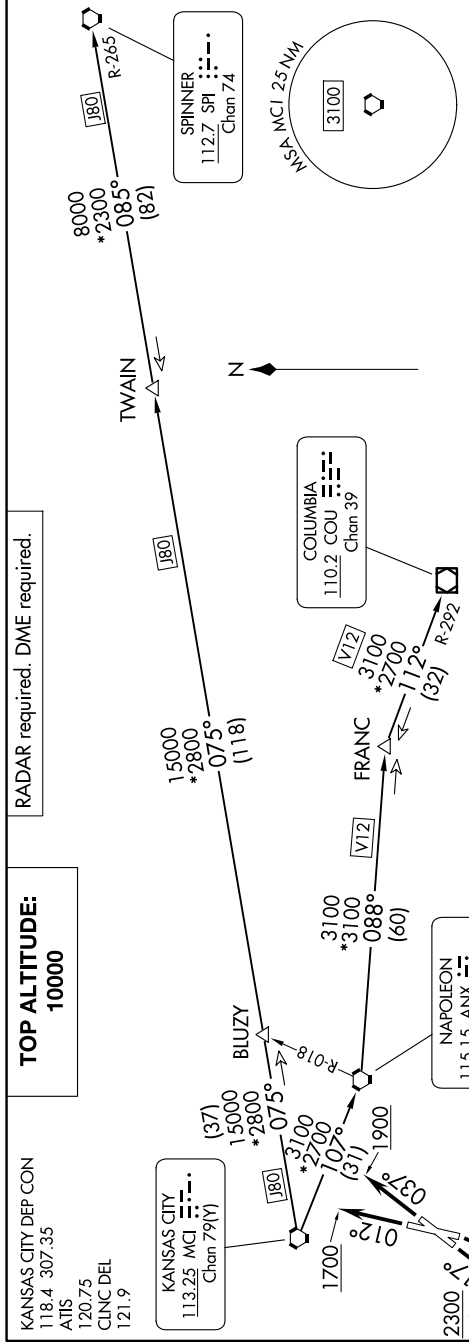 KANSAS CITY DEP CON
118.4 307.35
ATIS
120.75
CLNC DEL
121.9
TOP ALTITUDE:
10000
RADAR required. DME required.
KANSAS CITY
113.25 MCI
Chan 79(Y)
J80
(37)
15000
*2800
075°
BLUZY
15000
*2800
075°
(118)
J80
TWAIN
8000
*2300
085°
(82)
J80
R-265
SPINNER
112.7 SPI
Chan 74
MSA MCI 25 NM
3100
N
3100
*2700
107°
(31)
R-018
NAPOLEON
115.15 ANX
3100
*3100
088°
(60)
V12
FRANC
V12
3100
*2700
112°
(32)
R-292
COLUMBIA
110.2 COU
Chan 39
1700
1900
012°
037°
2300